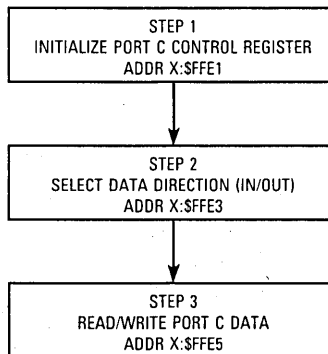 STEP 1
INITIALIZE PORT C CONTROL REGISTER
ADDR X:$FFE1
STEP 2
SELECT DATA DIRECTION (IN/OUT)
ADDR X:$FFE3
STEP 3
READ/WRITE PORT C DATA
ADDR X:$FFE5